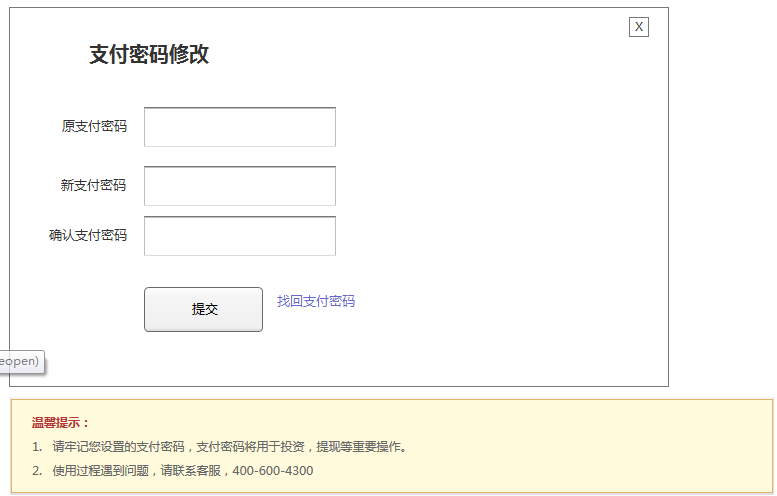 X
支付密码修改
原支付密码
新支付密码
确认支付密码
提交 找回支付密码
eopen)
温馨提示：
1. 请牢记您设置的支付密码，支付密码将用于投资，提现等重要操作。
2. 使用过程遇到问题，请联系客服，400-600-4300